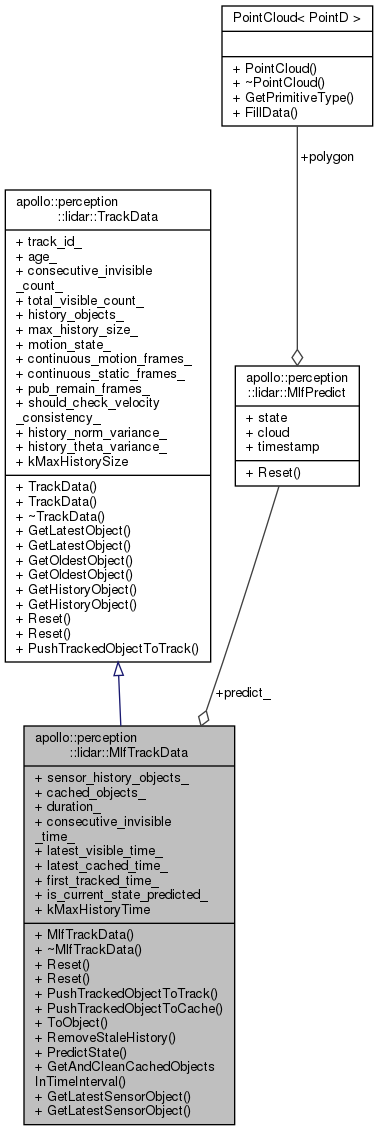 PointCloud< PointD >
+ PointCloud()
+ ~PointCloud()
+ GetPrimitiveType()
+ FillData()
+polygon
apollo::perception
::lidar::TrackData
+ track_id_
+ age_
+ consecutive_invisible
_count_
+ total_visible_count_
+ history_objects_
+ max_history_size_
+ motion_state_
+ continuous_motion_frames_
+ continuous_static_frames_
+ pub_remain_frames_
+ should_check_velocity
_consistency_
+ history_norm_variance_
+ history_theta_variance_
+ kMaxHistorySize
+ TrackData()
+ TrackData()
+ ~TrackData()
+ GetLatestObject()
+ GetLatestObject()
+ GetOldestObject()
+ GetOldestObject()
+ GetHistoryObject()
+ GetHistoryObject()
+ Reset()
+ Reset()
+ PushTrackedObjectToTrack()
apollo::perception
::lidar::MlfPredict
+ state
+ cloud
+ timestamp
+ Reset()
+predict_
apollo::perception
::lidar::MlfTrackData
+ sensor_history_objects_
+ cached_objects_
+ duration_
+ consecutive_invisible
_time_
+ latest_visible_time_
+ latest_cached_time_
+ first_tracked_time_
+ is_current_state_predicted_
+ kMaxHistoryTime
+ MlfTrackData()
+ ~MlfTrackData()
+ Reset()
+ Reset()
+ PushTrackedObjectToTrack()
+ PushTrackedObjectToCache()
+ ToObject()
+ RemoveStaleHistory()
+ PredictState()
+ GetAndCleanCachedObjects
InTimeInterval()
+ GetLatestSensorObject()
+ GetLatestSensorObject()